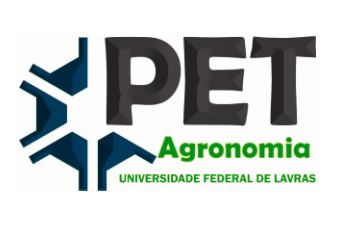 PET
Agronomia
UNIVERSIDADE FEDERAL DE LAVRAS